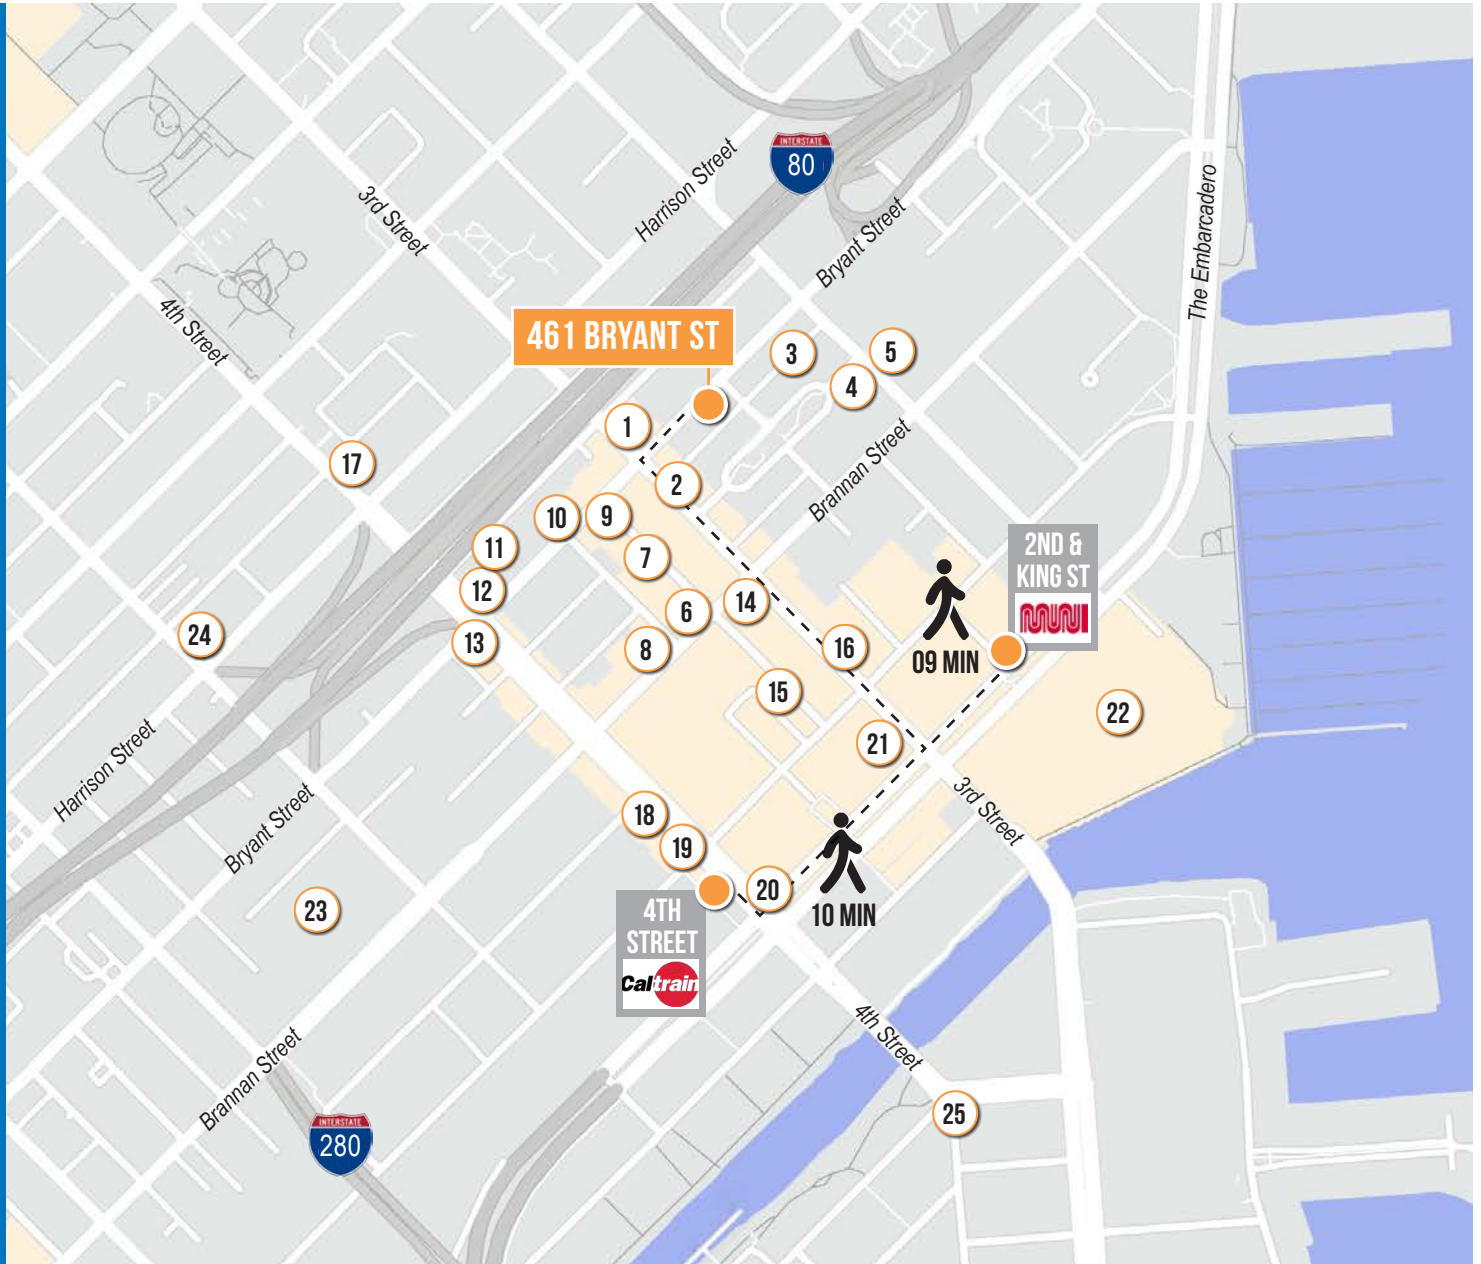 INTERSTATE
80
Harrison Street
3rd Street
Bryant Street
The Embarcadero
4th Street
461 BRYANT ST
3
5
4
1
17
2
Brannan Street
10
9
11
2ND &
KING ST
MUNI
7
12
14
6
24
13
8
16
09 MIN
15
22
21
Harrison Street
3rd Street
Bryant Street
18
19
20
10 MIN
23
4TH
STREET
Caltrain
4th Street
Brannan Street
25
INTERSTATE
280